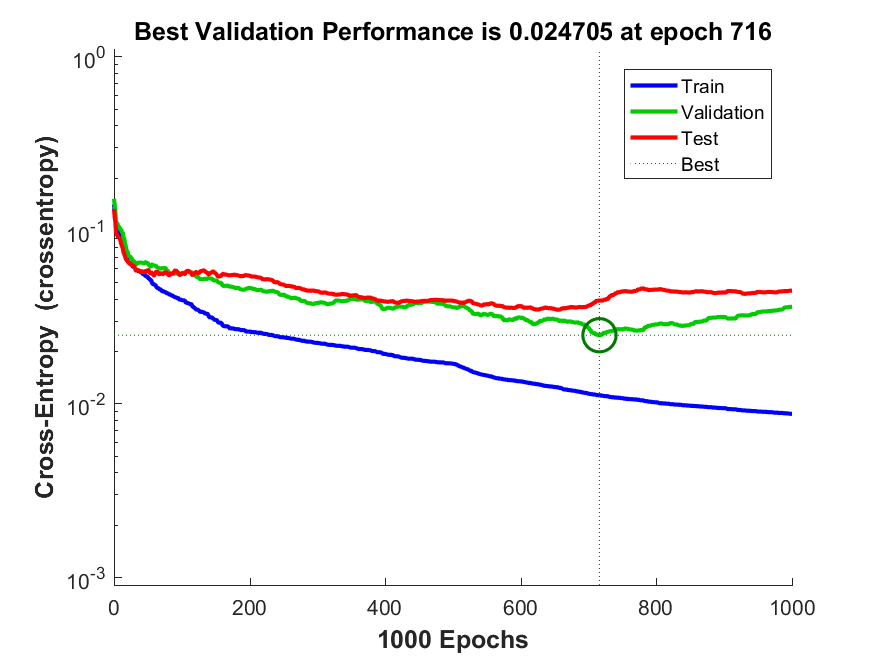 Best Validation Performance is 0.024705 at epoch 716
Cross-Entropy (crossentropy)
10^0
10^-1
10^-2
10^-3
Train
Validation
Test
Best
0 200 400 600 800 1000
1000 Epochs